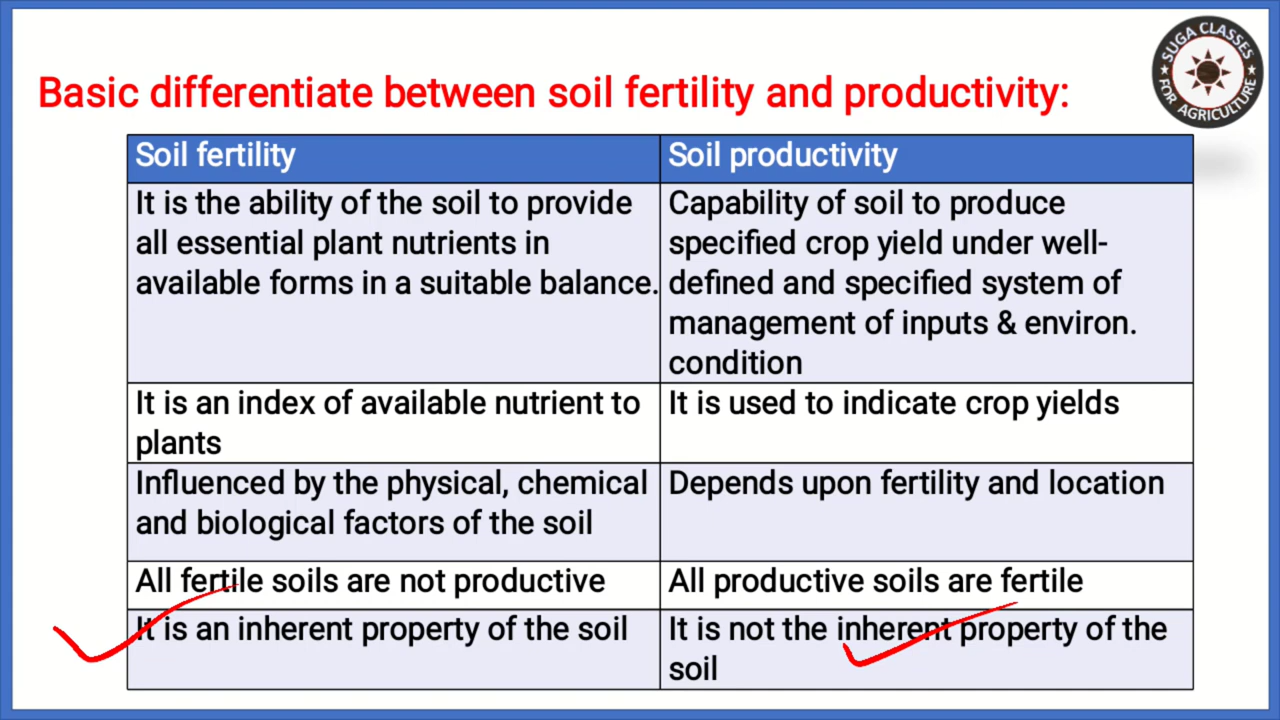 SUGA CLASSES
FOR AGRICULTURE
Basic differentiate between soil fertility and productivity:
Soil fertility
Soil productivity
It is the ability of the soil to provide
all essential plant nutrients in
available forms in a suitable balance.
Capability of soil to produce
specified crop yield under well-
defined and specified system of
management of inputs & environ.
condition
It is an index of available nutrient to
plants
It is used to indicate crop yields
Influenced by the physical, chemical
and biological factors of the soil
Depends upon fertility and location
All fertile soils are not productive
All productive soils are fertile
It is an inherent property of the soil
It is not the inherent property of the
soil